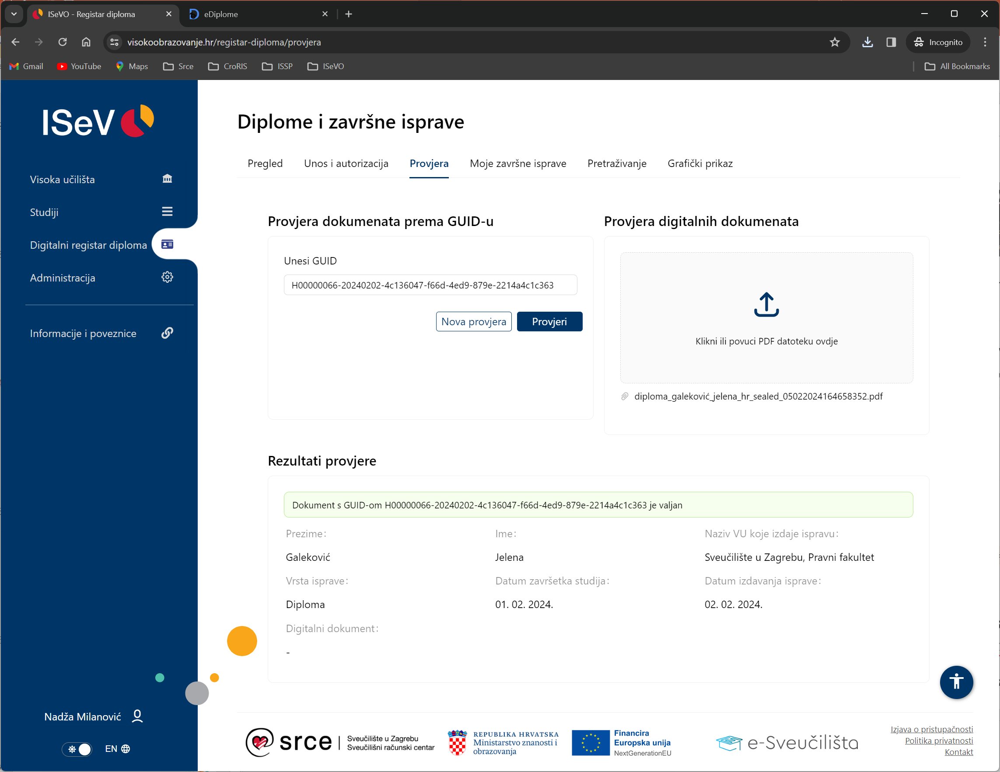 ISeVO - Registar diploma
eDiplome
visokoobrazovanje.hr/registar-diploma/provjera
Incognito
Gmail
YouTube
Maps
Srce
CroRIS
ISSP
ISeVO
All Bookmarks
ISeVO
Visoka učilišta
Studiji
Digitalni registar diploma
Administracija
Informacije i poveznice
Nadža Milanović
EN
Diplome i završne isprave
Pregled
Unos i autorizacija
Provjera
Moje završne isprave
Pretraživanje
Grafički prikaz
Provjera dokumenata prema GUID-u
Unesi GUID
H00000066-20240202-4c136047-f66d-4ed9-879e-2214a4c1c363
Nova provjera
Provjeri
Provjera digitalnih dokumenata
Klikni ili povuci PDF datoteku ovdje
diploma_galeković_jelena_hr_sealed_05022024164658352.pdf
Rezultati provjere
Dokument s GUID-om H00000066-20240202-4c136047-f66d-4ed9-879e-2214a4c1c363 je valjan
Prezime:
Ime:
Naziv VU koje izdaje ispravu:
Galeković
Jelena
Sveučilište u Zagrebu, Pravni fakultet
Vrsta isprave:
Datum završetka studija:
Datum izdavanja isprave:
Diploma
01. 02. 2024.
02. 02. 2024.
Digitalni dokument:
-
srce
Sveučilište u Zagrebu
Sveučilišni računski centar
REPUBLIKA HRVATSKA
Ministarstvo znanosti i
obrazovanja
Financira
Europska unija
NextGenerationEU
e-Sveučilišta
Izjava o pristupačnosti
Politika privatnosti
Kontakt